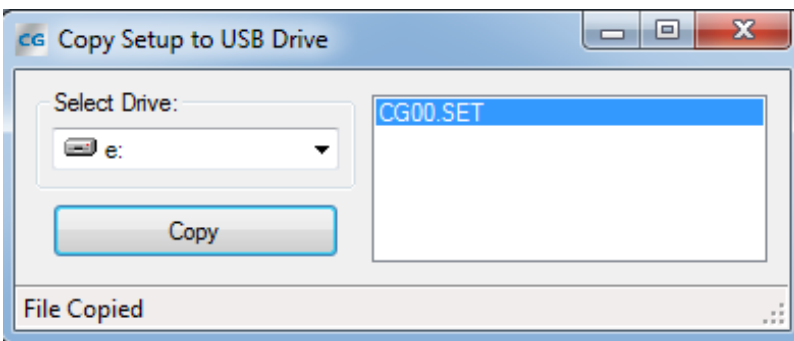 CG Copy Setup to USB Drive
Select Drive:
e:
Copy
CG00.SET
File Copied